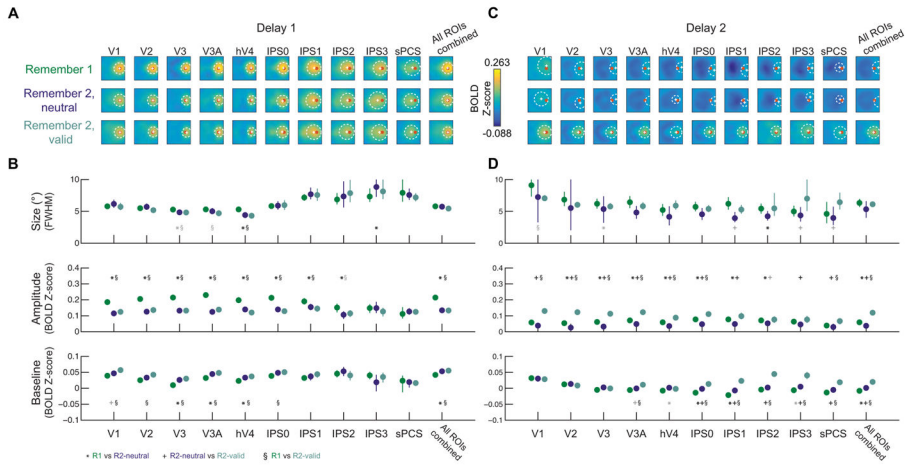 A
Delay 1
V1 V2 V3 V3A hV4 IPS0 IPS1 IPS2 IPS3 sPCS All ROIs combined
Remember 1
Remember 2, neutral
Remember 2, valid
C
Delay 2
V1 V2 V3 V3A hV4 IPS0 IPS1 IPS2 IPS3 sPCS All ROIs combined
BOLD Z-score
0.263
-0.088
B
Size (°) (FWHM)
10
5
0
*§ § *§ *
Amplitude (BOLD Z-score)
0.4
0.3
0.2
0.1
0
*§ *§ *§ *§ *§ *§ *§ *§ *§
Baseline (BOLD Z-score)
0.1
0.05
0
−0.05
−0.1
+§ § *§ *§ *§ § *§
V1 V2 V3 V3A hV4 IPS0 IPS1 IPS2 IPS3 sPCS All ROIs combined
* R1 vs R2-neutral + R2-neutral vs R2-valid § R1 vs R2-valid
D
10
5
0
§ * + * + +
0.4
0.3
0.2
0.1
0
+§ *+§ *+§ +§ +§ *+§ *+ *+ + +§ *+§
0.1
0.05
0
−0.05
−0.1
+§ + *+§ *+§ +§ *+§ +§ *+§
V1 V2 V3 V3A hV4 IPS0 IPS1 IPS2 IPS3 sPCS All ROIs combined